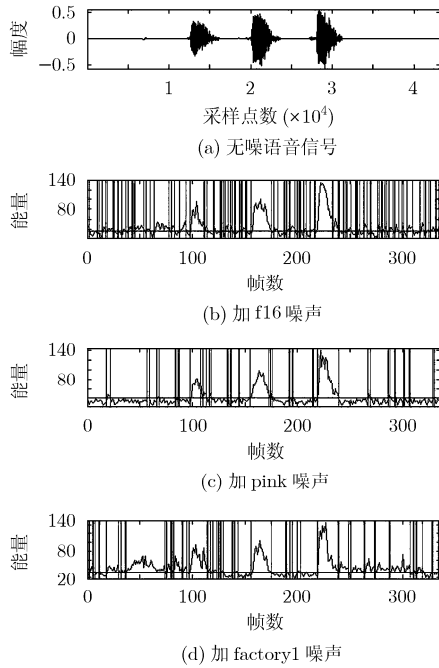 0.5
0
−0.5
幅度
1
2
3
4
采样点数 (×10⁴)
(a) 无噪语音信号
140
80
能量
0
100
200
300
帧数
(b) 加 f16 噪声
140
80
能量
0
100
200
300
帧数
(c) 加 pink 噪声
140
80
20
能量
0
100
200
300
帧数
(d) 加 factory1 噪声